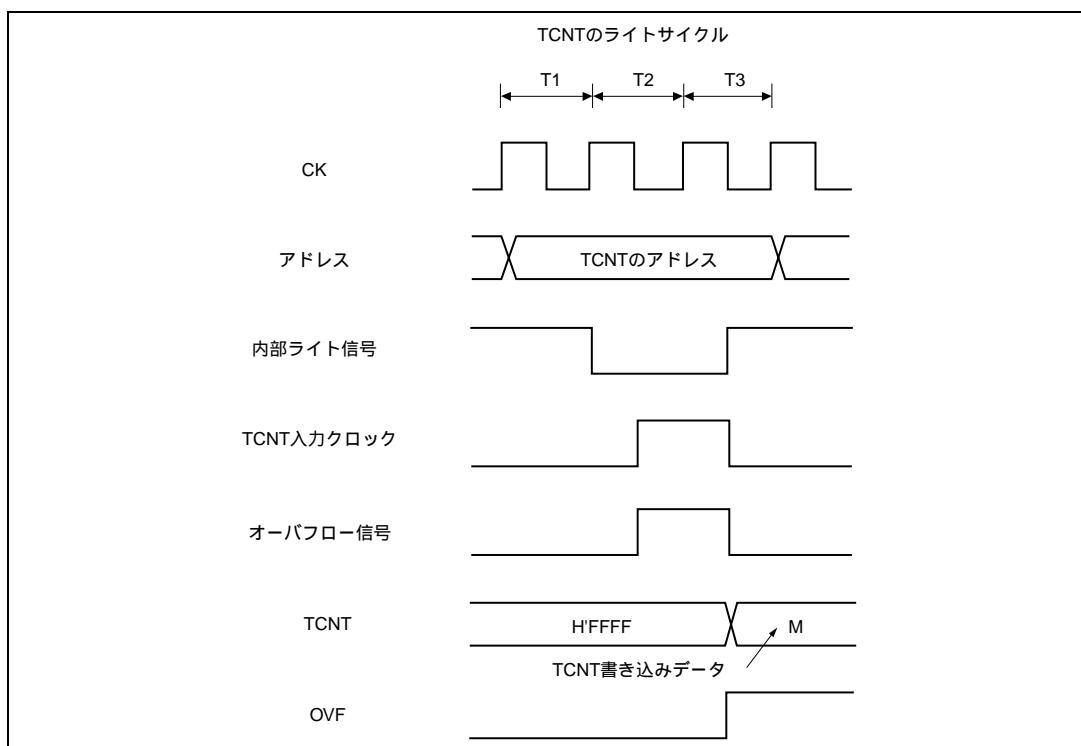 TCNTのライトサイクル
T1 T2 T3
CK
アドレス TCNTのアドレス
内部ライト信号
TCNT入力クロック
オーバフロー信号
TCNT H'FFFF M
TCNT書き込みデータ
OVF